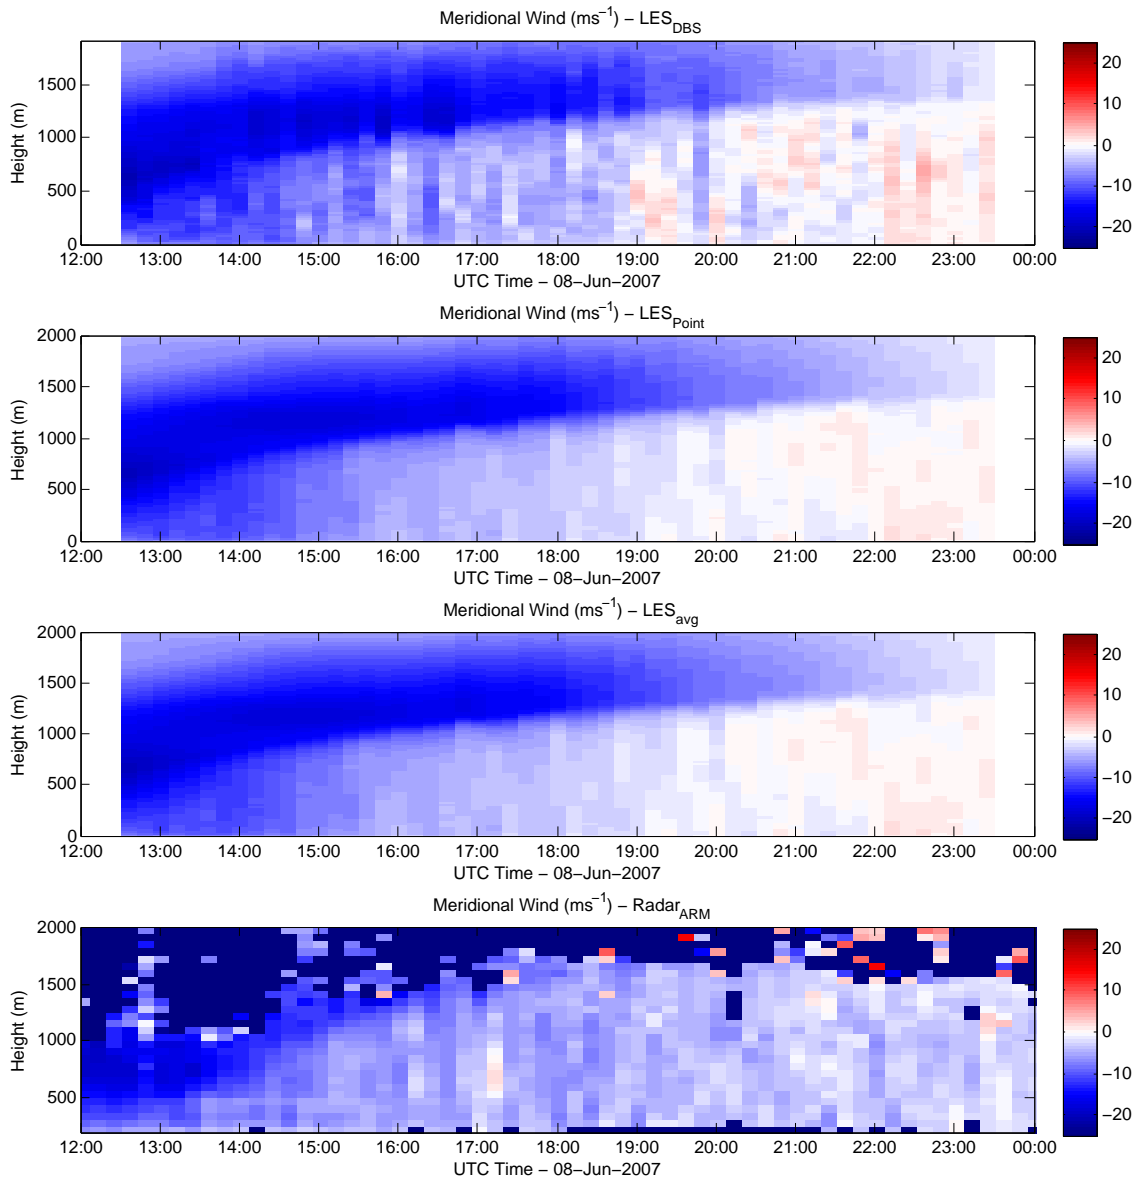 Meridional Wind (ms−1) − LESDBS
Height (m)
1500
1000
500
0
12:00 13:00 14:00 15:00 16:00 17:00 18:00 19:00 20:00 21:00 22:00 23:00 00:00
UTC Time − 08−Jun−2007
20
10
0
−10
−20
Meridional Wind (ms−1) − LESPoint
Height (m)
2000
1500
1000
500
0
12:00 13:00 14:00 15:00 16:00 17:00 18:00 19:00 20:00 21:00 22:00 23:00 00:00
UTC Time − 08−Jun−2007
20
10
0
−10
−20
Meridional Wind (ms−1) − LESavg
Height (m)
2000
1500
1000
500
0
12:00 13:00 14:00 15:00 16:00 17:00 18:00 19:00 20:00 21:00 22:00 23:00 00:00
UTC Time − 08−Jun−2007
20
10
0
−10
−20
Meridional Wind (ms−1) − RadarARM
Height (m)
2000
1500
1000
500
12:00 13:00 14:00 15:00 16:00 17:00 18:00 19:00 20:00 21:00 22:00 23:00 00:00
UTC Time − 08−Jun−2007
20
10
0
−10
−20